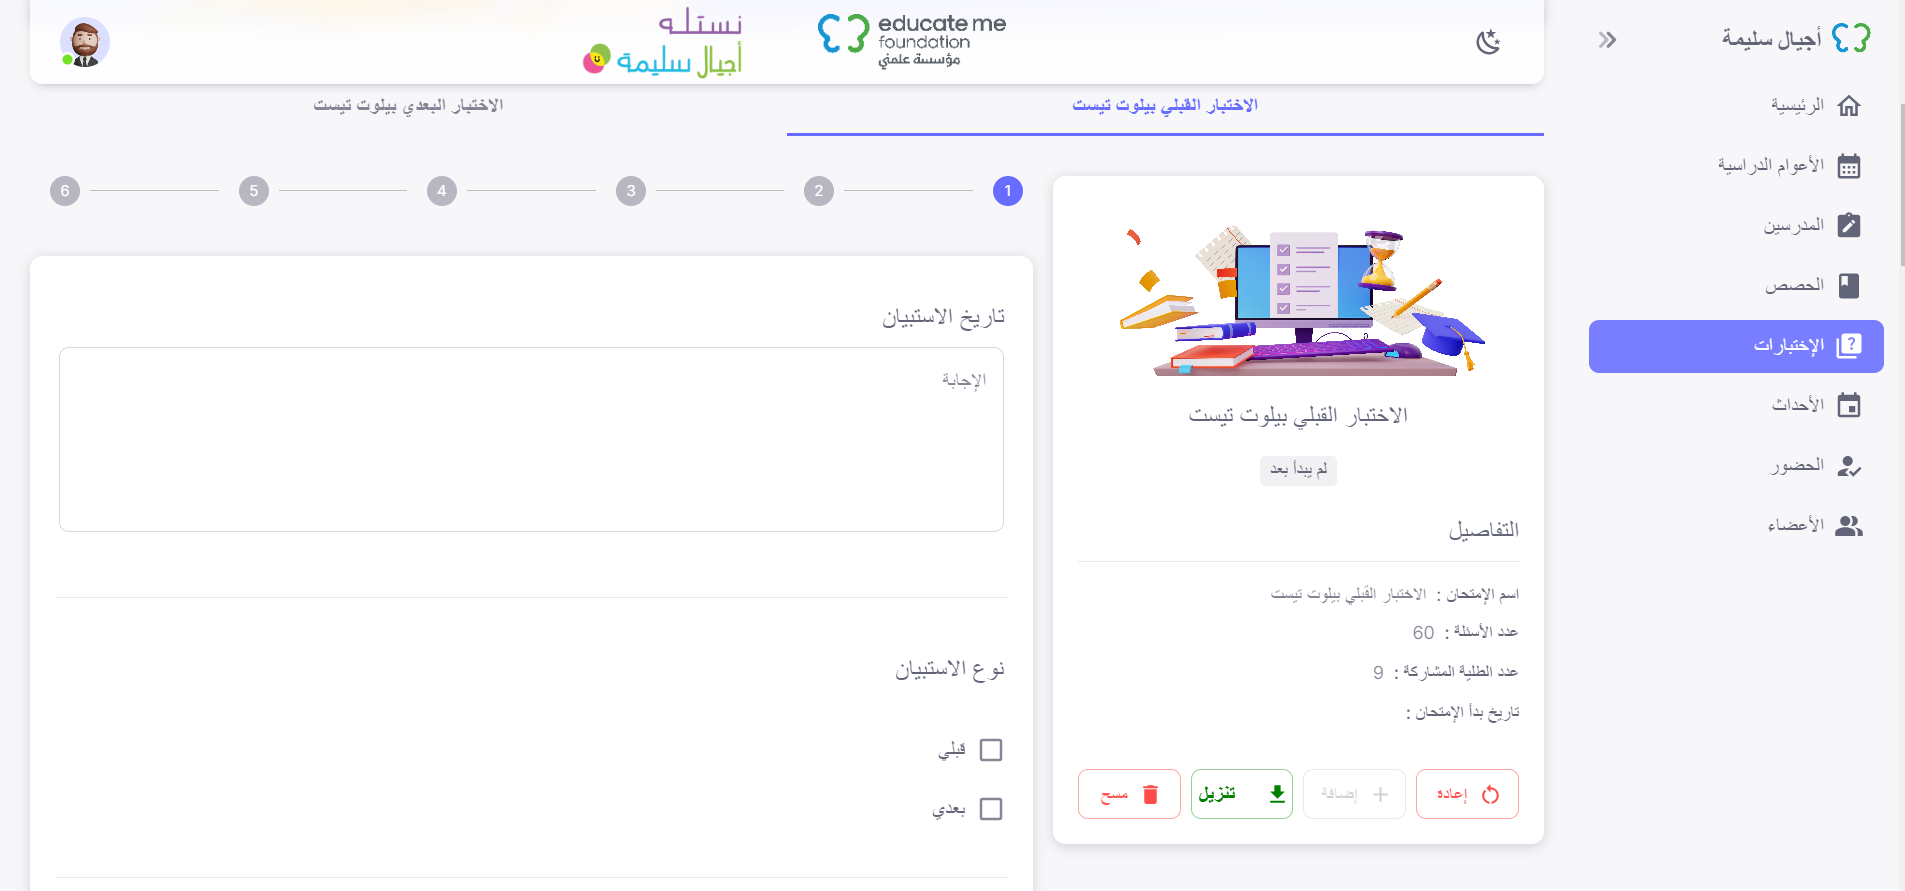 أجيال سليمة
الرئيسية
الأعوام الدراسية
المدرسين
الحصص
الإختبارات
الأحداث
الحضور
الأعضاء
educate me
foundation
مؤسسة علمني
نستله
أجيال سليمة
الاختبار القبلي بيلوت تيست
الاختبار البعدي بيلوت تيست
الاختبار القبلي بيلوت تيست
لم يبدأ بعد
التفاصيل
اسم الإمتحان : الاختبار القبلي بيلوت تيست
عدد الأسئلة : 60
عدد الطلبة المشاركة : 9
تاريخ بدأ الإمتحان :
إعادة
إضافة
تنزيل
مسح
1 2 3 4 5 6
تاريخ الاستبيان
الإجابة
نوع الاستبيان
قبلي
بعدي